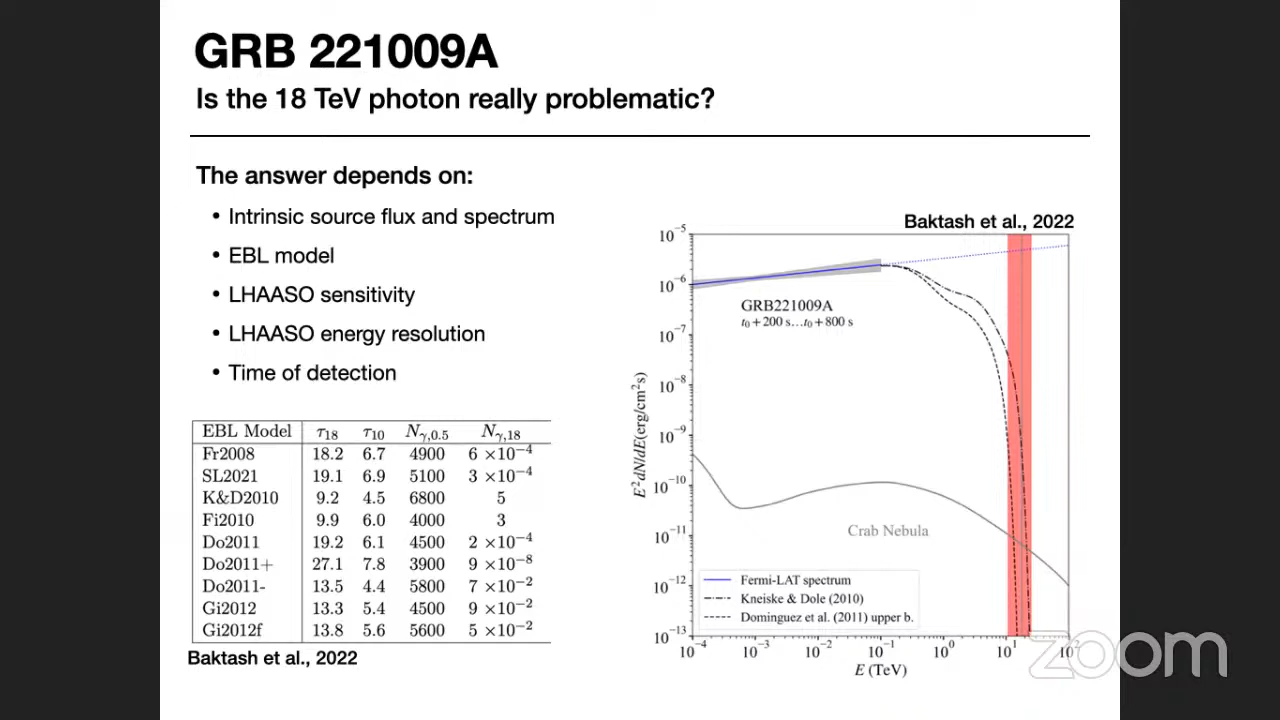 GRB 221009A
Is the 18 TeV photon really problematic?
The answer depends on:
• Intrinsic source flux and spectrum
• EBL model
• LHAASO sensitivity
• LHAASO energy resolution
• Time of detection
EBL Model τ₁₈ τ₁₀ Nγ,0.5 Nγ,18
Fr2008 18.2 6.7 4900 6 ×10⁻⁴
SL2021 19.1 6.9 5100 3 ×10⁻⁴
K&D2010 9.2 4.5 6800 5
Fi2010 9.9 6.0 4000 3
Do2011 19.2 6.1 4500 2 ×10⁻⁴
Do2011+ 27.1 7.8 3900 9 ×10⁻⁸
Do2011- 13.5 4.4 5800 7 ×10⁻²
Gi2012 13.3 5.4 4500 9 ×10⁻²
Gi2012f 13.8 5.6 5600 5 ×10⁻²
Baktash et al., 2022
Baktash et al., 2022
10⁻⁵
10⁻⁶
10⁻⁷
10⁻⁸
10⁻⁹
10⁻¹⁰
10⁻¹¹
10⁻¹²
10⁻¹³
E²dN/dE(erg/cm²s)
GRB221009A
t₀ + 200 s…t₀ + 800 s
Crab Nebula
Fermi-LAT spectrum
Kneiske & Dole (2010)
Dominguez et al. (2011) upper b.
10⁻⁴ 10⁻³ 10⁻² 10⁻¹ 10⁰ 10¹ 10²
E (TeV)
zoom